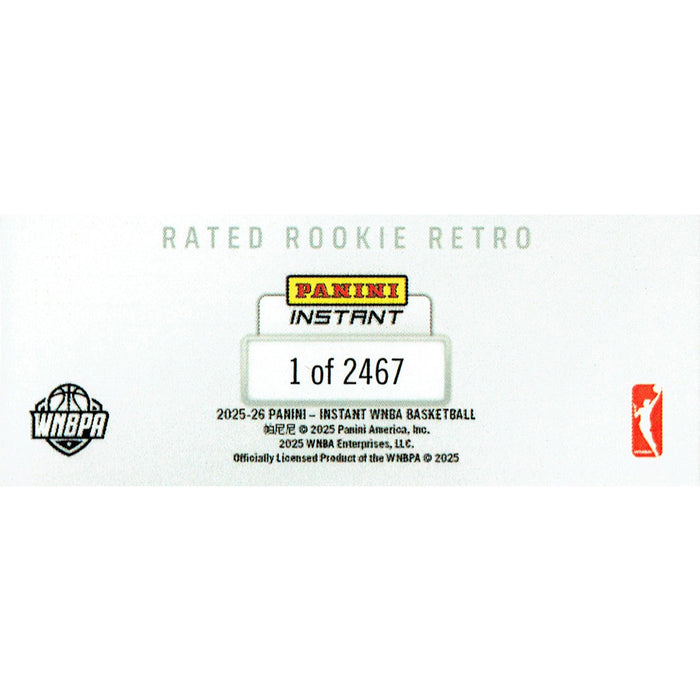 RATED ROOKIE RETRO
PANINI
INSTANT
1 of 2467
2025-26 PANINI – INSTANT WNBA BASKETBALL
帕尼尼 © 2025 Panini America, Inc.
2025 WNBA Enterprises, LLC.
Officially Licensed Product of the WNBPA © 2025
WNBPA